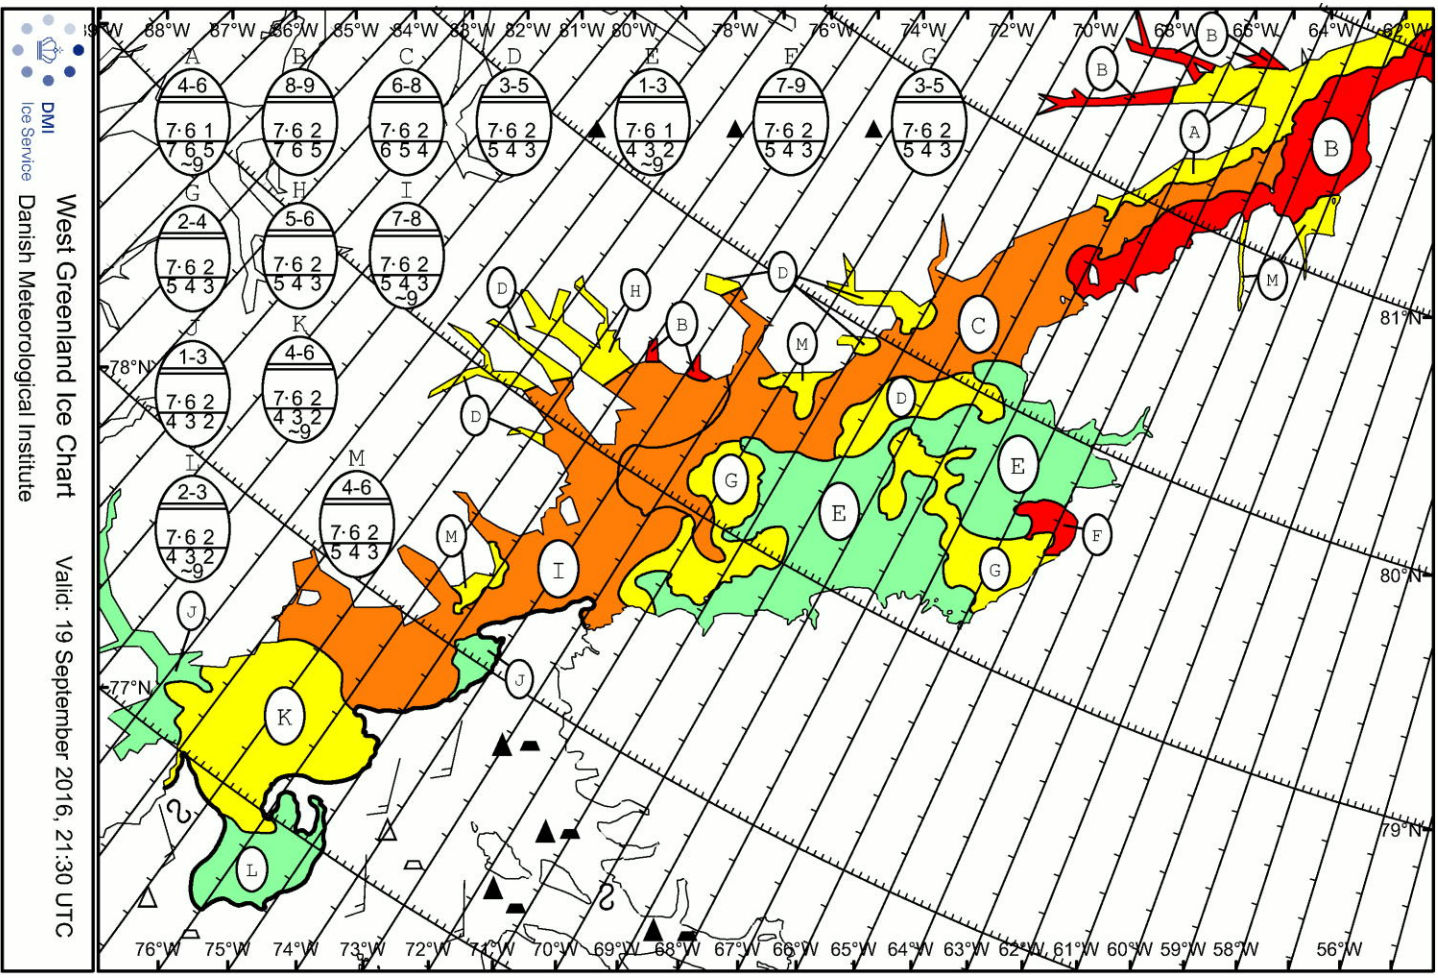 DMI
Ice Service
West Greenland Ice Chart
Danish Meteorological Institute
Valid: 19 September 2016, 21:30 UTC
88°W 87°W 85°W 84°W 83°W 82°W 81°W 80°W 78°W 76°W 74°W 72°W 70°W 68°W 66°W 65°W 64°W 62°W
A B C D E F G
4-6 8-9 6-8 3-5 1-3 7-9 3-5
7·6 1 7·6 2 7·6 2 7·6 2 7·6 1 7·6 2 7·6 2
7 6 5 7 6 5 6 5 4 5 4 3 4 3 2 5 4 3 5 4 3
~9 ~9
G H I
2-4 5-6 7-8
7·6 2 7·6 2 7·6 2
5 4 3 5 4 3 5 4 3
~9
J K
1-3 4-6
7·6 2 7·6 2
4 3 2 4 3 2
~9
L M
2-3 4-6
7·6 2 7·6 2
4 3 2 5 4 3
~9
B
B
A
B
D
D
H
M
B
C
81°N
M
78°N
D
D
E
G
E
M
F
I
G
80°N
J
J
77°N
K
79°N
L
76°W 75°W 74°W 73°W 72°W 71°W 70°W 69°W 68°W 67°W 66°W 65°W 64°W 63°W 62°W 61°W 60°W 59°W 58°W 56°W